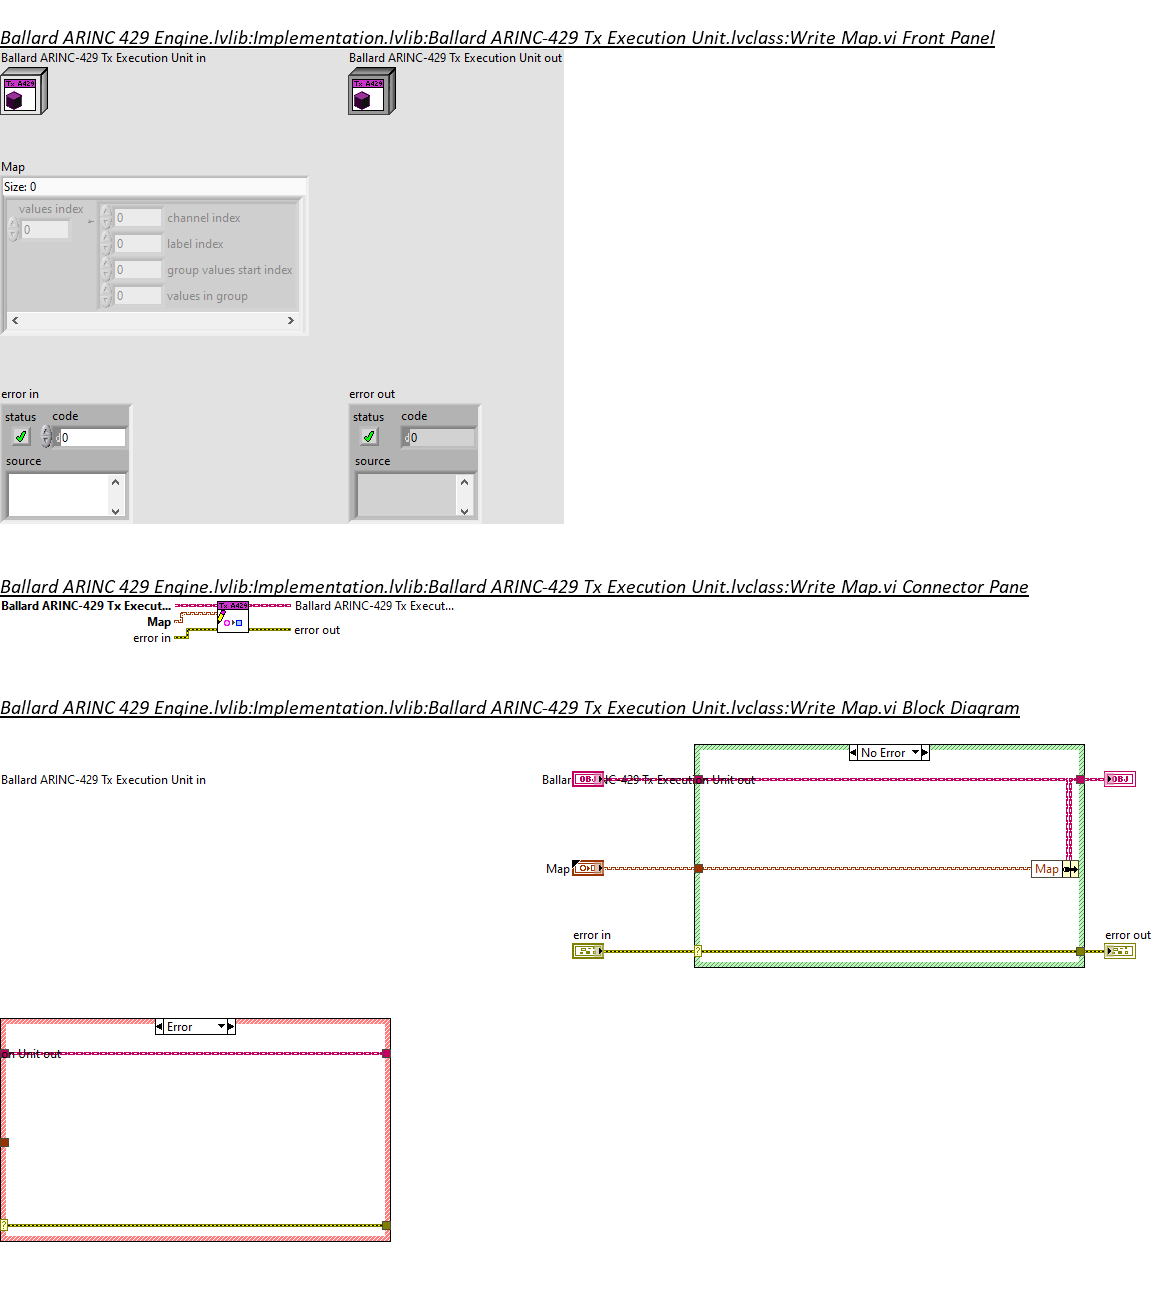 Ballard ARINC 429 Engine.lvlib:Implementation.lvlib:Ballard ARINC-429 Tx Execution Unit.lvclass:Write Map.vi Front Panel
Ballard ARINC-429 Tx Execution Unit in
Ballard ARINC-429 Tx Execution Unit out
Tx A429
Tx A429
Map
Size: 0
values index
0
0 channel index
0 label index
0 group values start index
0 values in group
error in
error out
status code
0
source
status code
0
source
Ballard ARINC 429 Engine.lvlib:Implementation.lvlib:Ballard ARINC-429 Tx Execution Unit.lvclass:Write Map.vi Connector Pane
Ballard ARINC-429 Tx Execut...
Tx A429
Ballard ARINC-429 Tx Execut...
Map
error in
error out
Ballard ARINC 429 Engine.lvlib:Implementation.lvlib:Ballard ARINC-429 Tx Execution Unit.lvclass:Write Map.vi Block Diagram
No Error
Ballard ARINC-429 Tx Execution Unit in
Ballar OBJ IC-429 Tx Execution Unit out
OBJ
Map
Map
error in
error out
?
Error
on Unit out
?